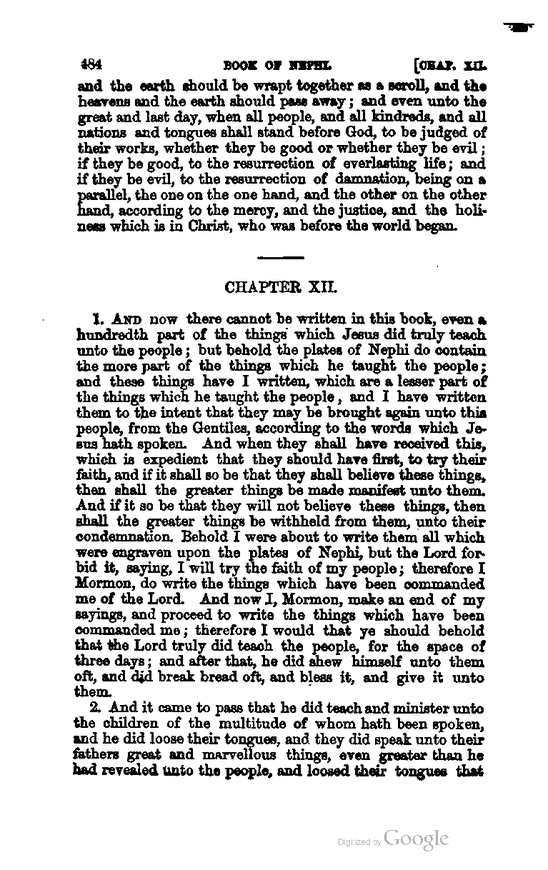 484 BOOK OF NEPHI. [CHAP. XII.
and the earth should be wrapt together as a scroll, and the
heavens and the earth should pass away; and even unto the
great and last day, when all people, and all kindreds, and all
nations and tongues shall stand before God, to be judged of
their works, whether they be good or whether they be evil;
if they be good, to the resurrection of everlasting life; and
if they be evil, to the resurrection of damnation, being on a
parallel, the one on the one hand, and the other on the other
hand, according to the mercy, and the justice, and the holi-
ness which is in Christ, who was before the world began.
CHAPTER XII.
1. AND now there cannot be written in this book, even a
hundredth part of the things which Jesus did truly teach
unto the people; but behold the plates of Nephi do contain
the more part of the things which he taught the people;
and these things have I written, which are a lesser part of
the things which he taught the people, and I have written
them to the intent that they may be brought again unto this
people, from the Gentiles, according to the words which Je-
sus hath spoken. And when they shall have received this,
which is expedient that they should have first, to try their
faith, and if it shall so be that they shall believe these things,
then shall the greater things be made manifest unto them.
And if it so be that they will not believe these things, then
shall the greater things be withheld from them, unto their
condemnation. Behold I were about to write them all which
were engraven upon the plates of Nephi, but the Lord for-
bid it, saying, I will try the faith of my people; therefore I
Mormon, do write the things which have been commanded
me of the Lord. And now I, Mormon, make an end of my
sayings, and proceed to write the things which have been
commanded me; therefore I would that ye should behold
that the Lord truly did teach the people, for the space of
three days; and after that, he did shew himself unto them
oft, and did break bread oft, and bless it, and give it unto
them.
2. And it came to pass that he did teach and minister unto
the children of the multitude of whom hath been spoken,
and he did loose their tongues, and they did speak unto their
fathers great and marvellous things, even greater than he
had revealed unto the people, and loosed their tongues that
Digitized by Google